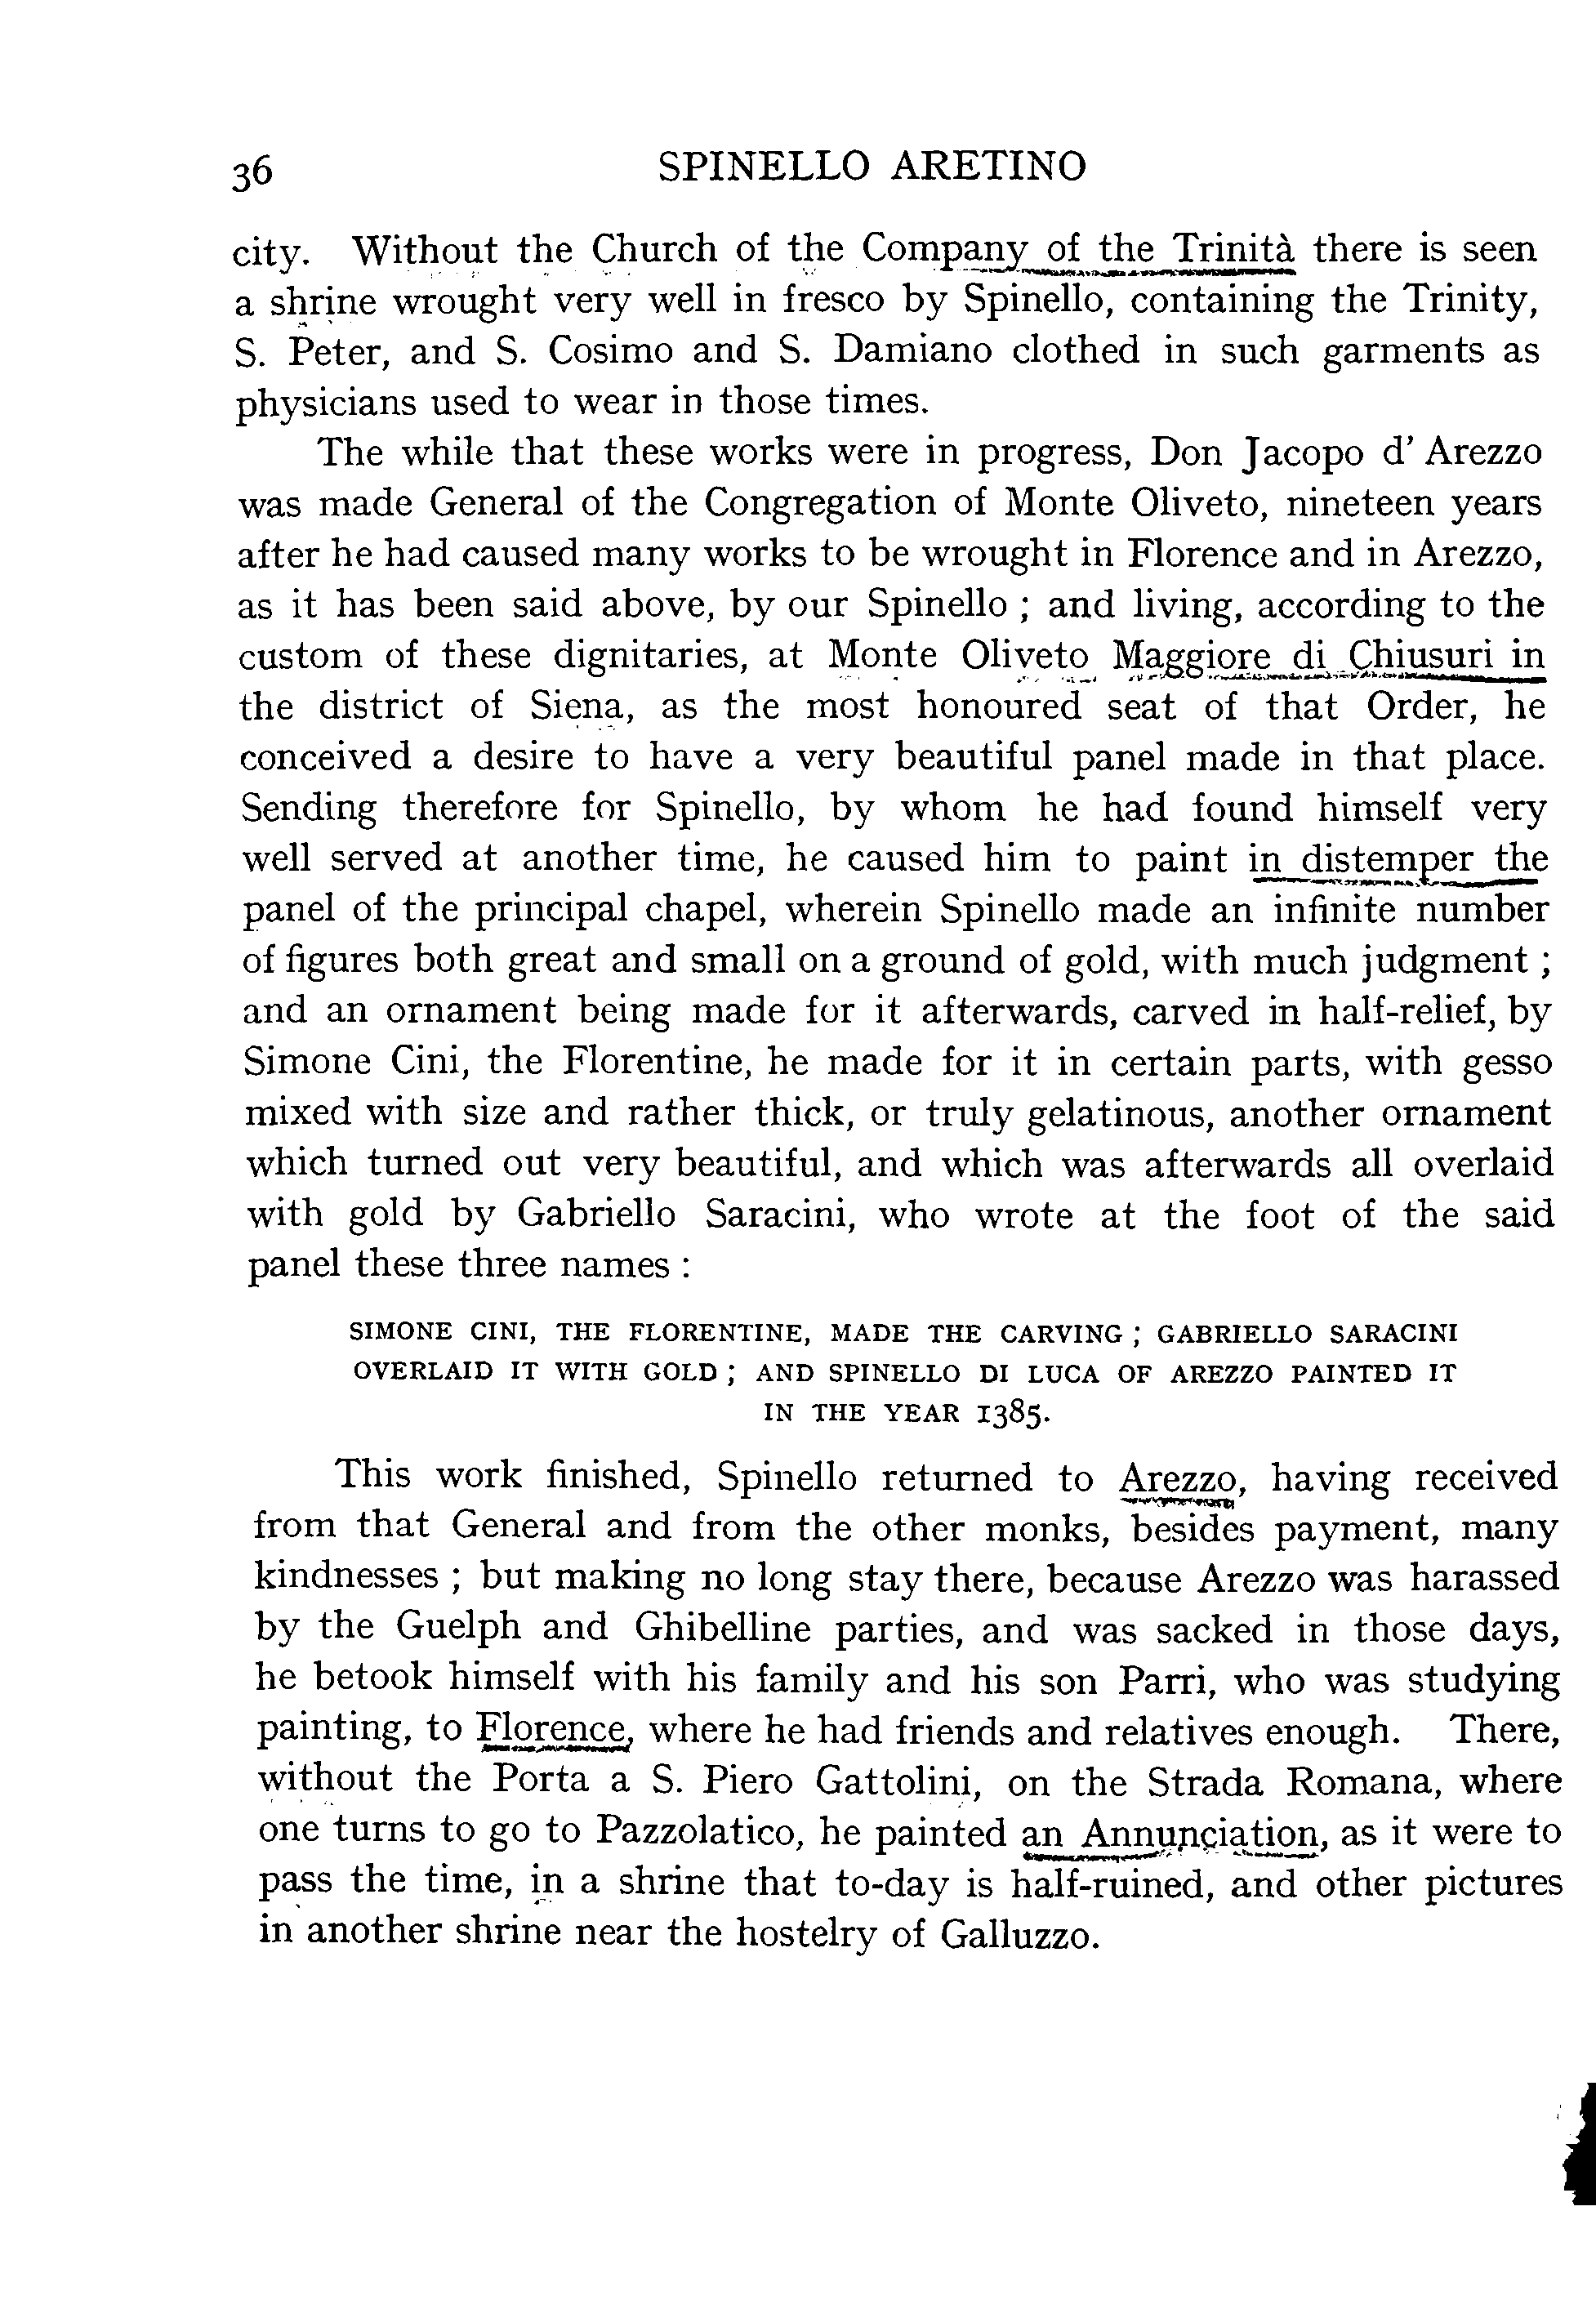 36 SPINELLO ARETINO
city. Without the Church of the Company of the Trinità there is seen
a shrine wrought very well in fresco by Spinello, containing the Trinity,
S. Peter, and S. Cosimo and S. Damiano clothed in such garments as
physicians used to wear in those times.
The while that these works were in progress, Don Jacopo d' Arezzo
was made General of the Congregation of Monte Oliveto, nineteen years
after he had caused many works to be wrought in Florence and in Arezzo,
as it has been said above, by our Spinello ; and living, according to the
custom of these dignitaries, at Monte Oliveto Maggiore di Chiusuri in
the district of Siena, as the most honoured seat of that Order, he
conceived a desire to have a very beautiful panel made in that place.
Sending therefore for Spinello, by whom he had found himself very
well served at another time, he caused him to paint in distemper the
panel of the principal chapel, wherein Spinello made an infinite number
of figures both great and small on a ground of gold, with much judgment ;
and an ornament being made for it afterwards, carved in half-relief, by
Simone Cini, the Florentine, he made for it in certain parts, with gesso
mixed with size and rather thick, or truly gelatinous, another ornament
which turned out very beautiful, and which was afterwards all overlaid
with gold by Gabriello Saracini, who wrote at the foot of the said
panel these three names :
SIMONE CINI, THE FLORENTINE, MADE THE CARVING ; GABRIELLO SARACINI
OVERLAID IT WITH GOLD ; AND SPINELLO DI LUCA OF AREZZO PAINTED IT
IN THE YEAR 1385.
This work finished, Spinello returned to Arezzo, having received
from that General and from the other monks, besides payment, many
kindnesses ; but making no long stay there, because Arezzo was harassed
by the Guelph and Ghibelline parties, and was sacked in those days,
he betook himself with his family and his son Parri, who was studying
painting, to Florence, where he had friends and relatives enough. There,
without the Porta a S. Piero Gattolini, on the Strada Romana, where
one turns to go to Pazzolatico, he painted an Annunciation, as it were to
pass the time, in a shrine that to-day is half-ruined, and other pictures
in another shrine near the hostelry of Galluzzo.